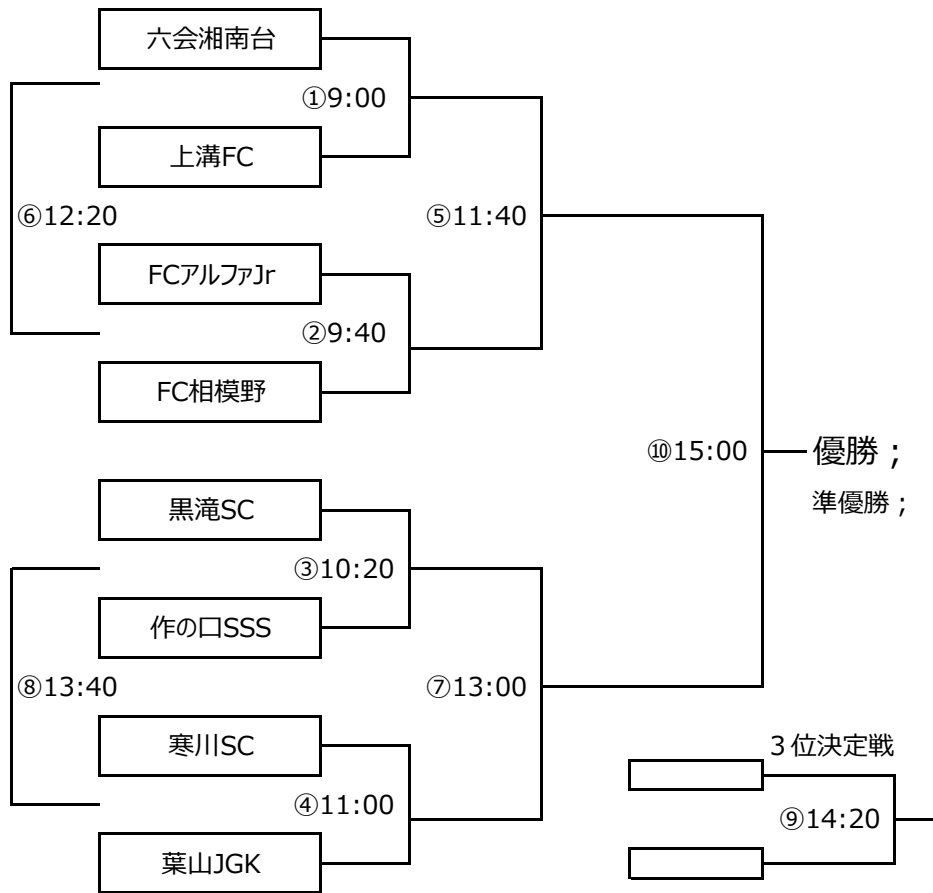 六会湘南台
①9:00
上溝FC
⑥12:20
⑤11:40
FCアルファJr
②9:40
FC相模野
⑩15:00
優勝；
黒滝SC
準優勝；
③10:20
作の口SSS
⑧13:40
⑦13:00
寒川SC
３位決定戦
④11:00
⑨14:20
葉山JGK